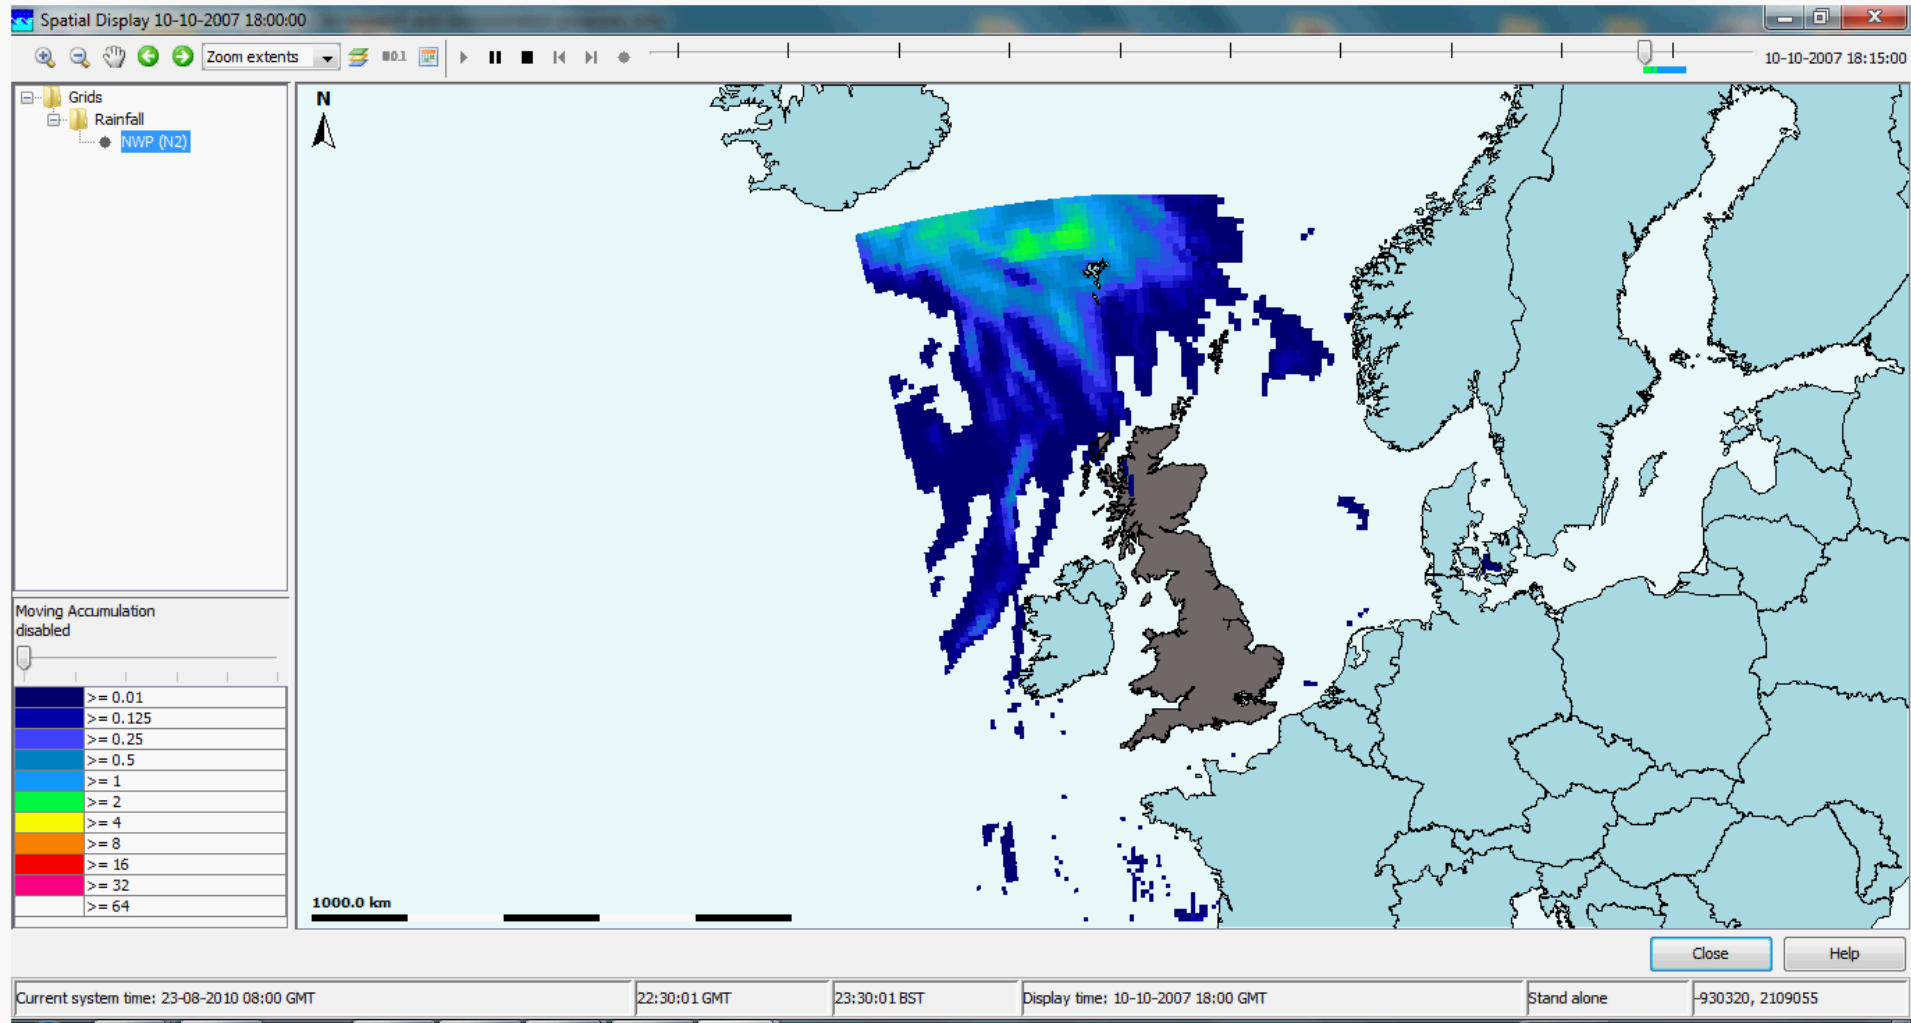 Spatial Display 10-10-2007 18:00:00
Zoom extents
0.1
10-10-2007 18:15:00
Grids
Rainfall
NWP (N2)
N
Moving Accumulation
disabled
>= 0.01
>= 0.125
>= 0.25
>= 0.5
>= 1
>= 2
>= 4
>= 8
>= 16
>= 32
>= 64
1000.0 km
Close
Help
Current system time: 23-08-2010 08:00 GMT
22:30:01 GMT
23:30:01 BST
Display time: 10-10-2007 18:00 GMT
Stand alone
-930320, 2109055